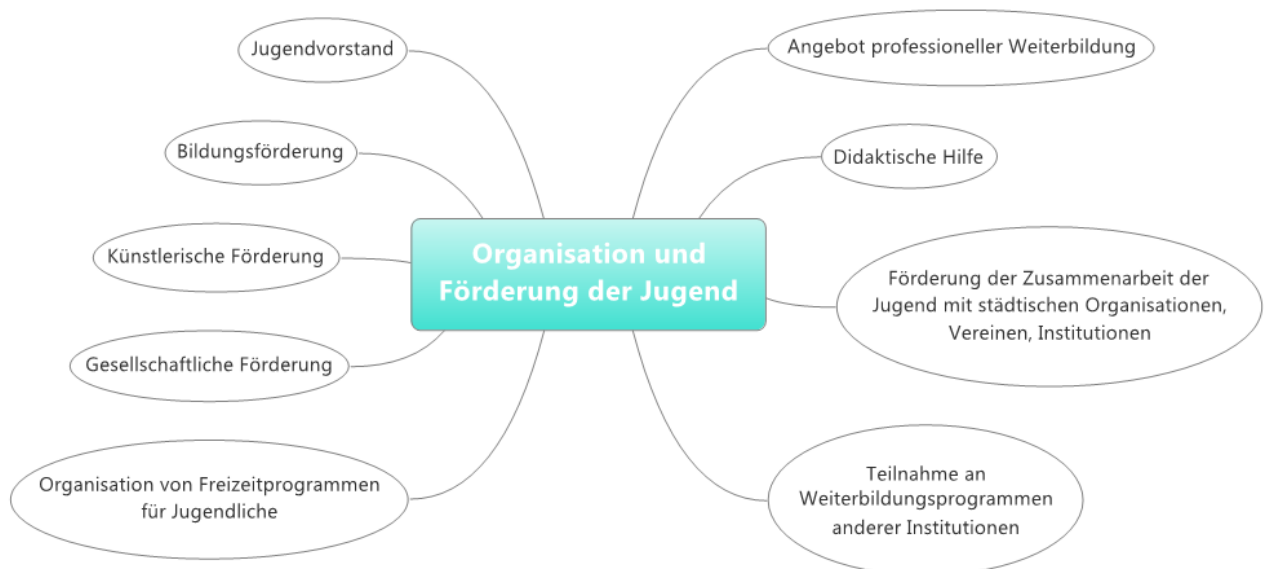 Jugendvorstand
Angebot professioneller Weiterbildung
Bildungsförderung
Didaktische Hilfe
Künstlerische Förderung
Organisation und
Förderung der Jugend
Förderung der Zusammenarbeit der
Jugend mit städtischen Organisationen,
Vereinen, Institutionen
Gesellschaftliche Förderung
Organisation von Freizeitprogrammen
für Jugendliche
Teilnahme an
Weiterbildungsprogrammen
anderer Institutionen